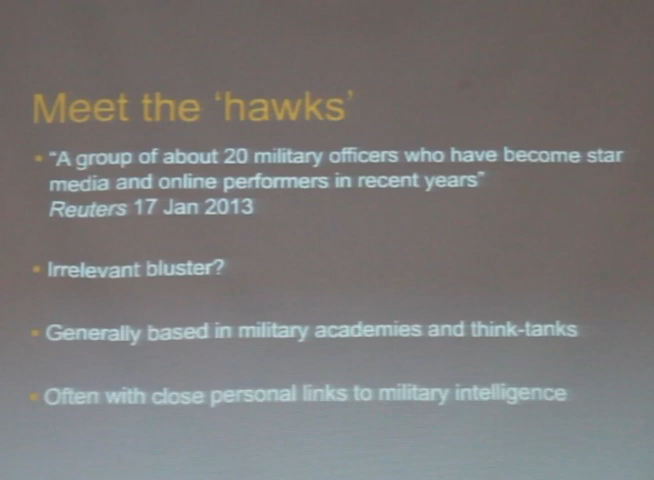 Meet the ‘hawks’
▪ “A group of about 20 military officers who have become star
media and online performers in recent years”
Reuters 17 Jan 2013
▪ Irrelevant bluster?
▪ Generally based in military academies and think-tanks
▪ Often with close personal links to military intelligence